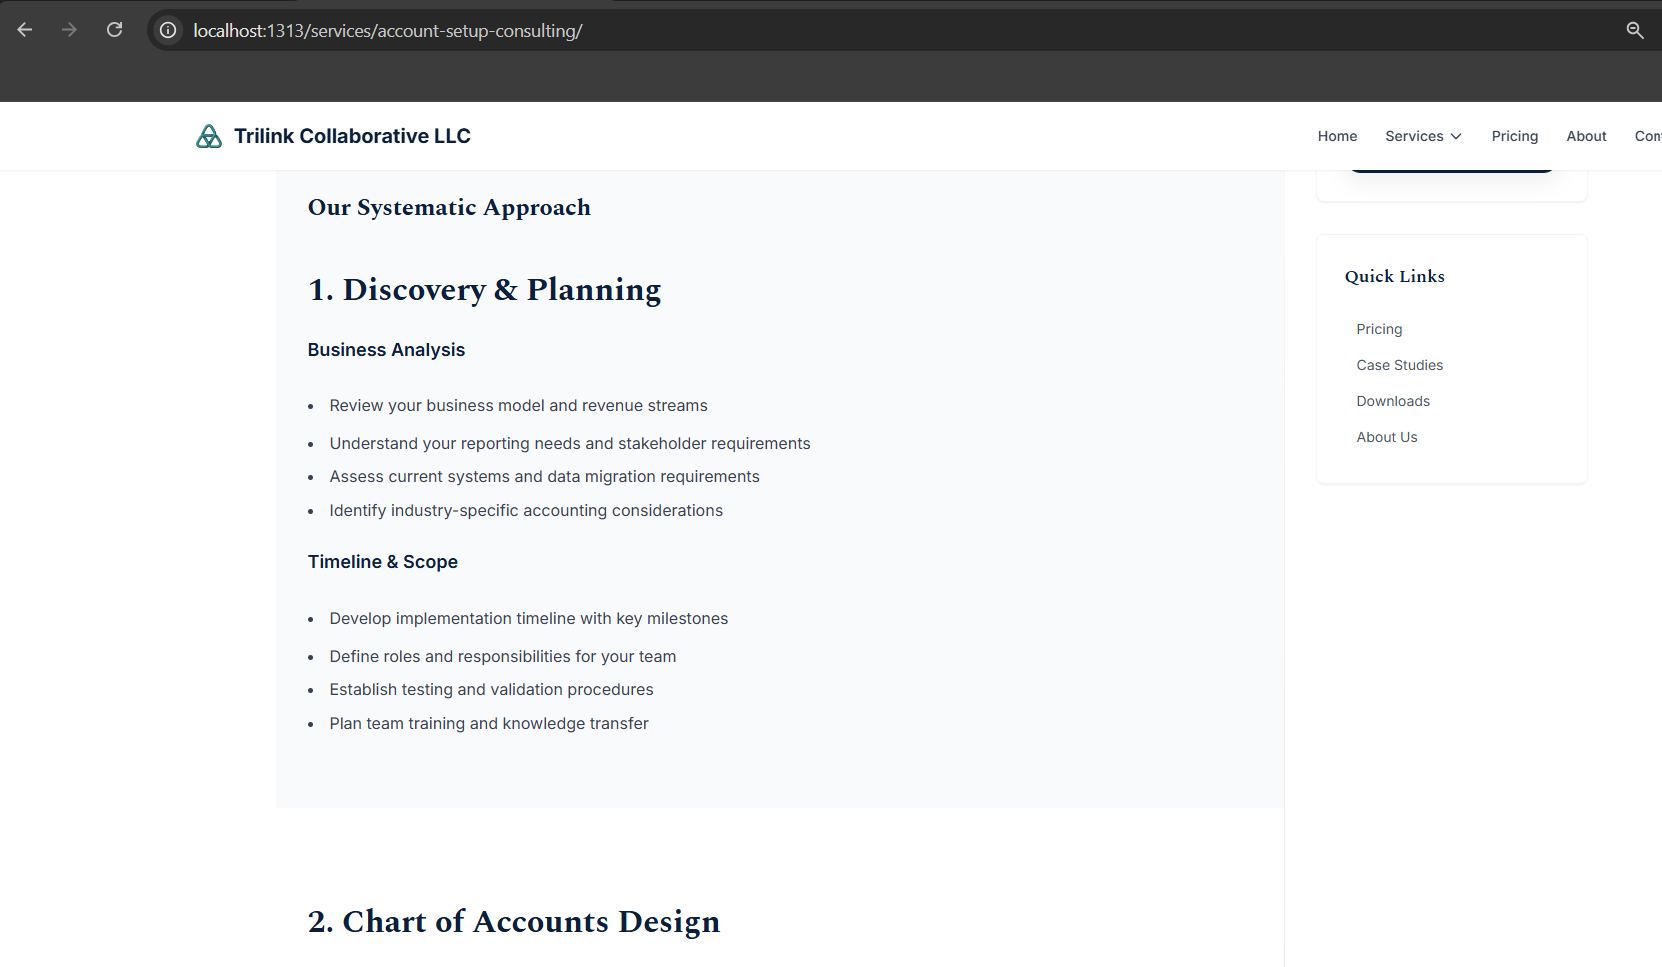 localhost:1313/services/account-setup-consulting/
Trilink Collaborative LLC
Home Services Pricing About
Our Systematic Approach
1. Discovery & Planning
Business Analysis
• Review your business model and revenue streams
• Understand your reporting needs and stakeholder requirements
• Assess current systems and data migration requirements
• Identify industry-specific accounting considerations
Timeline & Scope
• Develop implementation timeline with key milestones
• Define roles and responsibilities for your team
• Establish testing and validation procedures
• Plan team training and knowledge transfer
2. Chart of Accounts Design
Quick Links
Pricing
Case Studies
Downloads
About Us